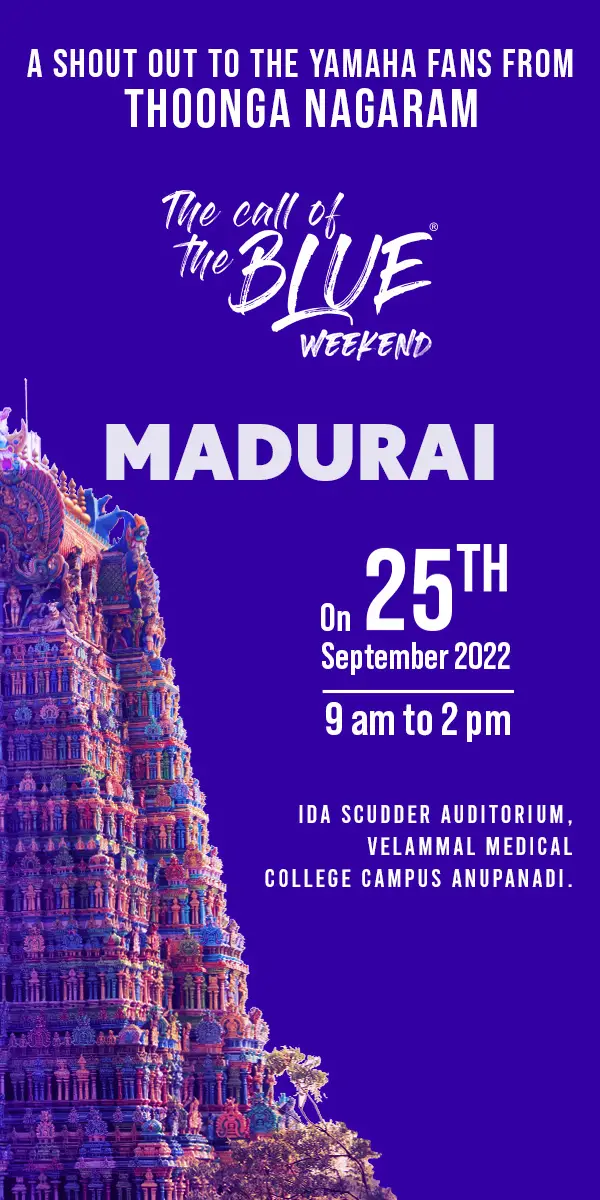 A SHOUT OUT TO THE YAMAHA FANS FROM
THOONGA NAGARAM
The call of
the BLUE®
WEEKEND
MADURAI
On 25TH
September 2022
9 am to 2 pm
IDA SCUDDER AUDITORIUM,
VELAMMAL MEDICAL
COLLEGE CAMPUS ANUPANADI.